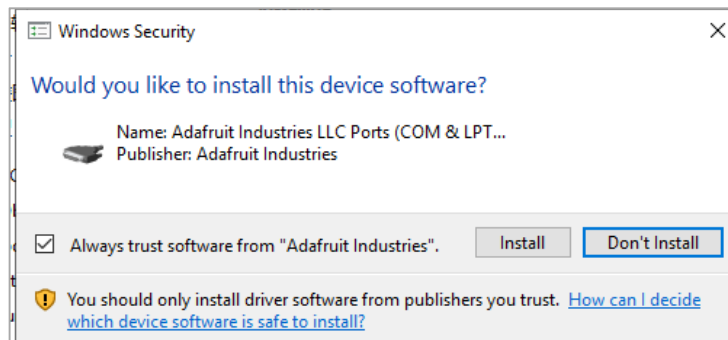 Windows Security
Would you like to install this device software?
Name: Adafruit Industries LLC Ports (COM & LPT...
Publisher: Adafruit Industries
Always trust software from "Adafruit Industries".
Install
Don't Install
You should only install driver software from publishers you trust. How can I decide
which device software is safe to install?